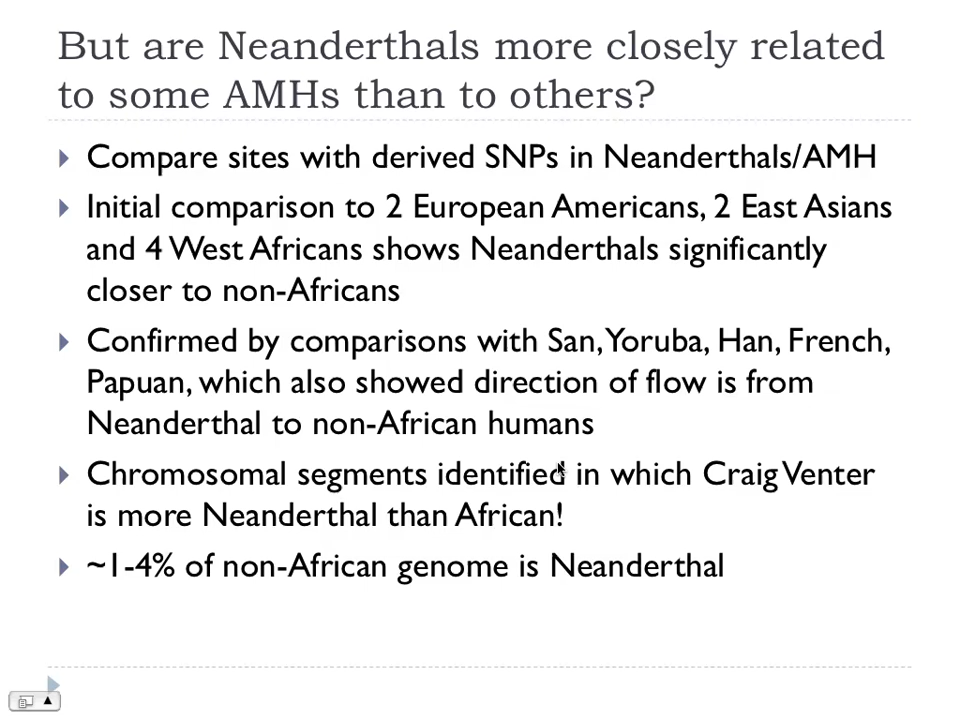 But are Neanderthals more closely related
to some AMHs than to others?
Compare sites with derived SNPs in Neanderthals/AMH
Initial comparison to 2 European Americans, 2 East Asians
and 4 West Africans shows Neanderthals significantly
closer to non-Africans
Confirmed by comparisons with San, Yoruba, Han, French,
Papuan, which also showed direction of flow is from
Neanderthal to non-African humans
Chromosomal segments identified in which Craig Venter
is more Neanderthal than African!
~1-4% of non-African genome is Neanderthal